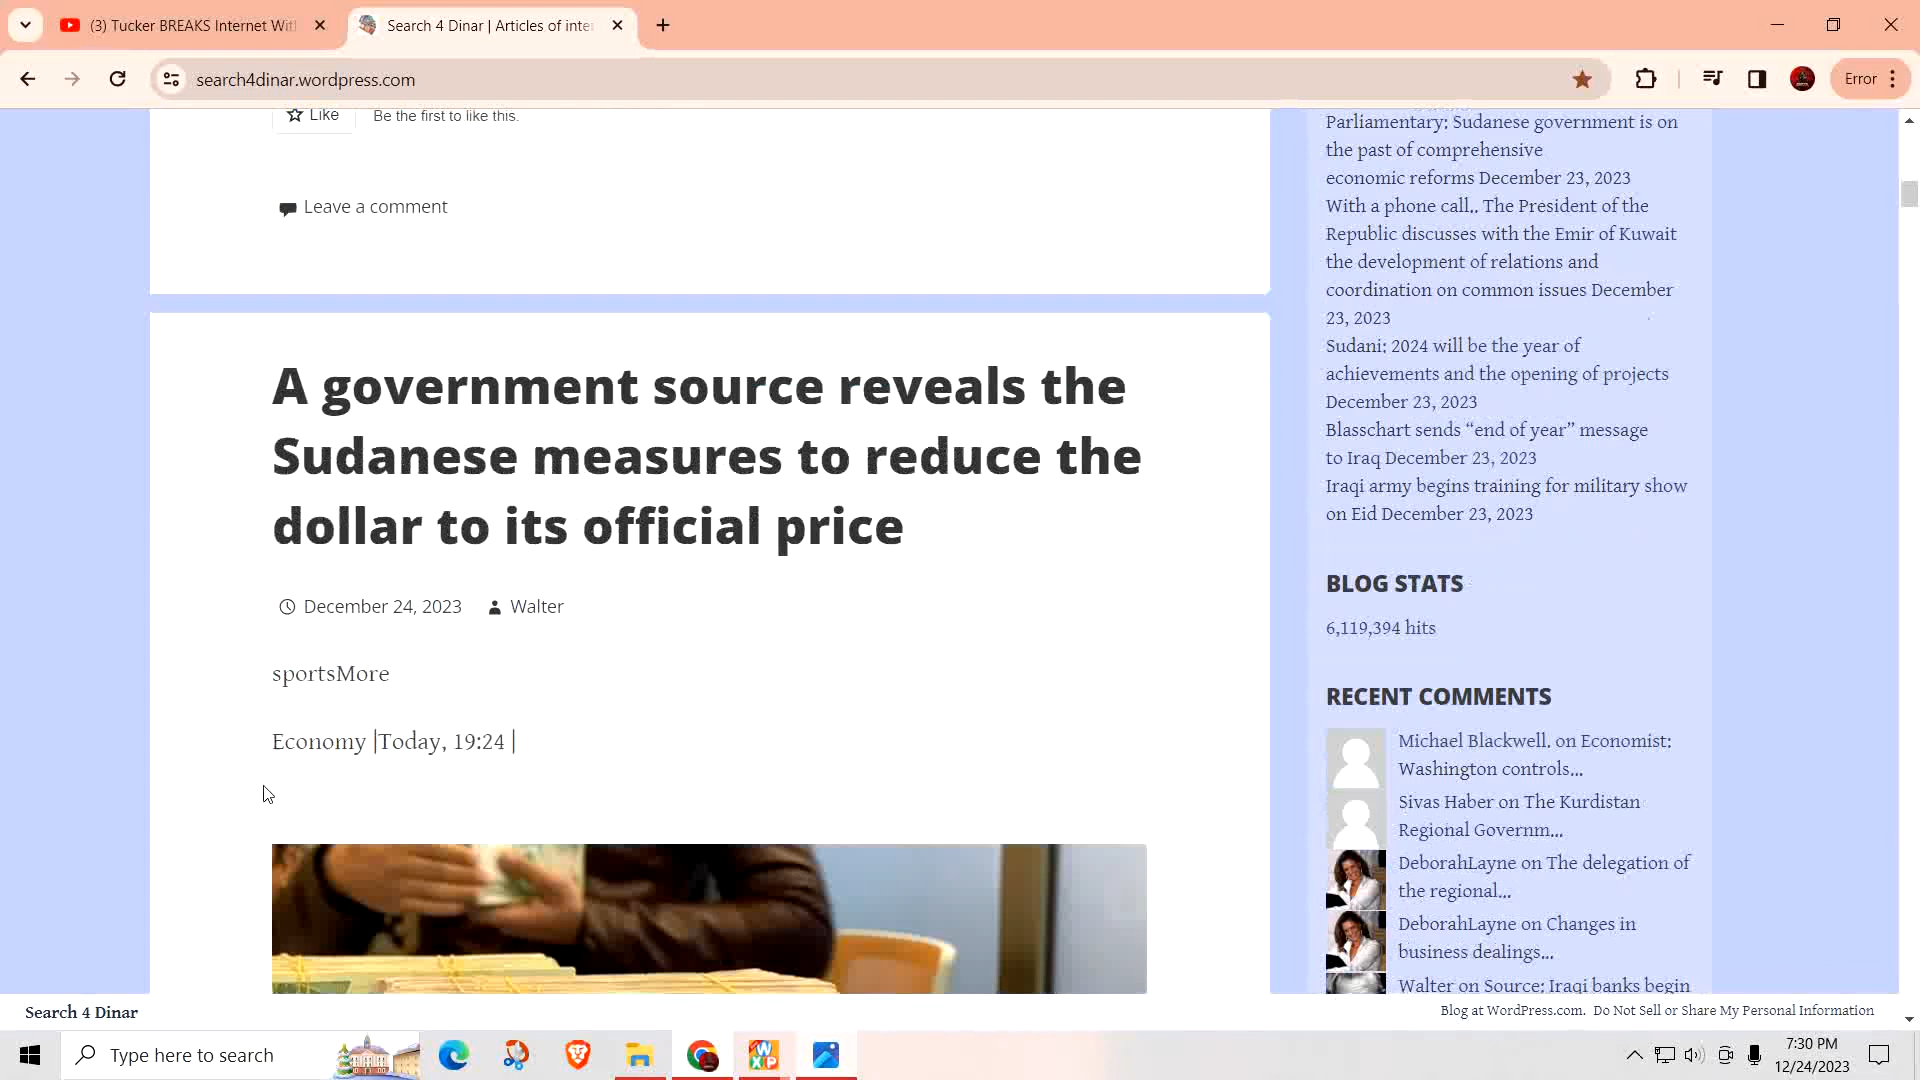 (3) Tucker BREAKS Internet Wit
Search 4 Dinar | Articles of inte
search4dinar.wordpress.com
Error
Like
Be the first to like this.
Leave a comment
A government source reveals the
Sudanese measures to reduce the
dollar to its official price
December 24, 2023 Walter
sportsMore
Economy |Today, 19:24 |
Parliamentary: Sudanese government is on
the past of comprehensive
economic reforms December 23, 2023
With a phone call.. The President of the
Republic discusses with the Emir of Kuwait
the development of relations and
coordination on common issues December
23, 2023
Sudani: 2024 will be the year of
achievements and the opening of projects
December 23, 2023
Blasschart sends “end of year” message
to Iraq December 23, 2023
Iraqi army begins training for military show
on Eid December 23, 2023
BLOG STATS
6,119,394 hits
RECENT COMMENTS
Michael Blackwell. on Economist:
Washington controls...
Sivas Haber on The Kurdistan
Regional Governm...
DeborahLayne on The delegation of
the regional...
DeborahLayne on Changes in
business dealings...
Walter on Source: Iraqi banks begin
Search 4 Dinar
Blog at WordPress.com. Do Not Sell or Share My Personal Information
Type here to search
7:30 PM
12/24/2023